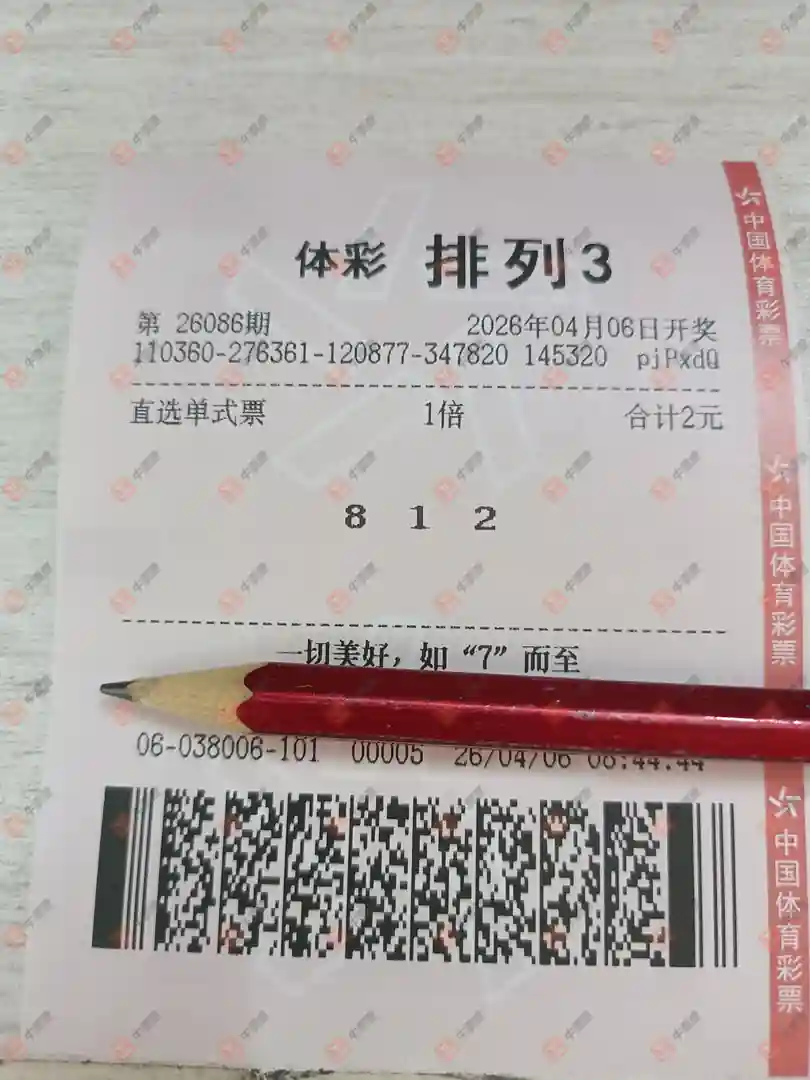 体彩 排列3
第 26086期 2026年04月06日开奖
110360-276361-120877-347820 145320 pjPxdQ
直选单式票 1倍 合计2元
8 1 2
一切美好，如“7”而至
06-038006-101 00005 26/04/06 08:44:44
中国体育彩票
中国体育彩票
中国体育彩票